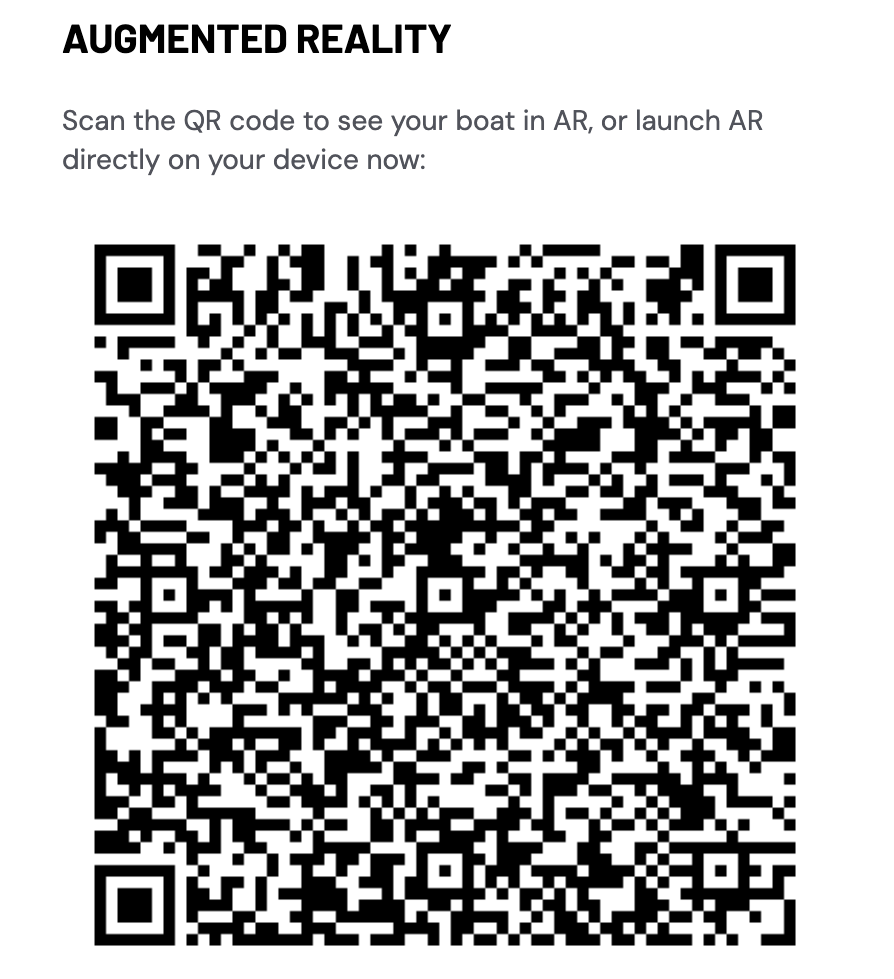 AUGMENTED REALITY
Scan the QR code to see your boat in AR, or launch AR
directly on your device now: